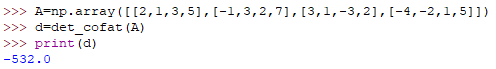 >>> A=np.array([[2,1,3,5],[-1,3,2,7],[3,1,-3,2],[-4,-2,1,5]])
>>> d=det_cofat(A)
>>> print(d)
-532.0